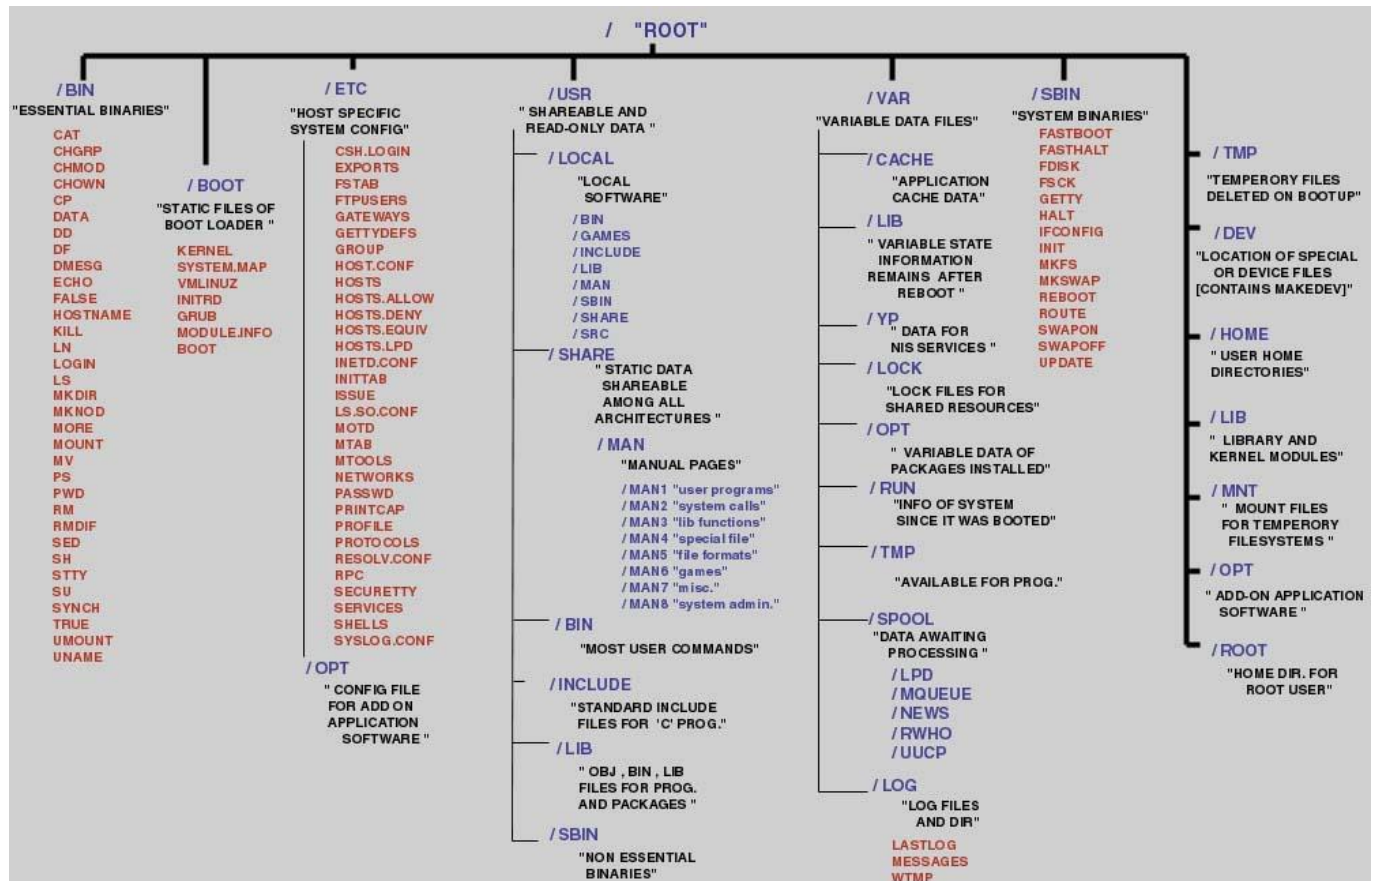 / "ROOT"
/ BIN
"ESSENTIAL BINARIES"
CAT
CHGRP
CHMOD
CHOWN
CP
DATA
DD
DF
DMESG
ECHO
FALSE
HOSTNAME
KILL
LN
LOGIN
LS
MKDIR
MKNOD
MORE
MOUNT
MV
PS
PWD
RM
RMDIF
SED
SH
STTY
SU
SYNCH
TRUE
UMOUNT
UNAME
/ BOOT
"STATIC FILES OF
BOOT LOADER "
KERNEL
SYSTEM.MAP
VMLINUZ
INITRD
GRUB
MODULE.INFO
BOOT
/ ETC
"HOST SPECIFIC
SYSTEM CONFIG"
CSH.LOGIN
EXPORTS
FSTAB
FTPUSERS
GATEWAYS
GETTYDEFS
GROUP
HOST.CONF
HOSTS
HOSTS.ALLOW
HOSTS.DENY
HOSTS.EQUIV
HOSTS.LPD
INETD.CONF
INITTAB
ISSUE
LS.SO.CONF
MOTD
MTAB
MTOOLS
NETWORKS
PASSWD
PRINTCAP
PROFILE
PROTOCOLS
RESOLV.CONF
RPC
SECURETTY
SERVICES
SHELLS
SYSLOG.CONF
/ OPT
" CONFIG FILE
FOR ADD ON
APPLICATION
SOFTWARE "
/ USR
" SHAREABLE AND
READ-ONLY DATA "
/ LOCAL
"LOCAL
SOFTWARE"
/ BIN
/ GAMES
/ INCLUDE
/ LIB
/ MAN
/ SBIN
/ SHARE
/ SRC
/ SHARE
" STATIC DATA
SHAREABLE
AMONG ALL
ARCHITECTURES "
/ MAN
"MANUAL PAGES"
/ MAN1 "user programs"
/ MAN2 "system calls"
/ MAN3 "lib functions"
/ MAN4 "special file"
/ MAN5 "file formats"
/ MAN6 "games"
/ MAN7 "misc."
/ MAN8 "system admin."
/ BIN
"MOST USER COMMANDS"
/ INCLUDE
"STANDARD INCLUDE
FILES FOR 'C' PROG."
/ LIB
" OBJ , BIN , LIB
FILES FOR PROG.
AND PACKAGES "
/ SBIN
"NON ESSENTIAL
BINARIES"
/ VAR
"VARIABLE DATA FILES"
/ CACHE
"APPLICATION
CACHE DATA"
/ LIB
" VARIABLE STATE
INFORMATION
REMAINS AFTER
REBOOT "
/ YP
" DATA FOR
NIS SERVICES "
/ LOCK
"LOCK FILES FOR
SHARED RESOURCES"
/ OPT
" VARIABLE DATA OF
PACKAGES INSTALLED"
/ RUN
"INFO OF SYSTEM
SINCE IT WAS BOOTED"
/ TMP
"AVAILABLE FOR PROG."
/ SPOOL
"DATA AWAITING
PROCESSING "
/ LPD
/ MQUEUE
/ NEWS
/ RWHO
/ UUCP
/ LOG
"LOG FILES
AND DIR"
LASTLOG
MESSAGES
WTMP
/ SBIN
"SYSTEM BINARIES"
FASTBOOT
FASTHALT
FDISK
FSCK
GETTY
HALT
IFCONFIG
INIT
MKFS
MKSWAP
REBOOT
ROUTE
SWAPON
SWAPOFF
UPDATE
/ TMP
"TEMPERORY FILES
DELETED ON BOOTUP"
/ DEV
"LOCATION OF SPECIAL
OR DEVICE FILES
[CONTAINS MAKEDEV]"
/ HOME
" USER HOME
DIRECTORIES"
/ LIB
" LIBRARY AND
KERNEL MODULES"
/ MNT
" MOUNT FILES
FOR TEMPERORY
FILESYSTEMS "
/ OPT
" ADD-ON APPLICATION
SOFTWARE "
/ ROOT
"HOME DIR. FOR
ROOT USER"